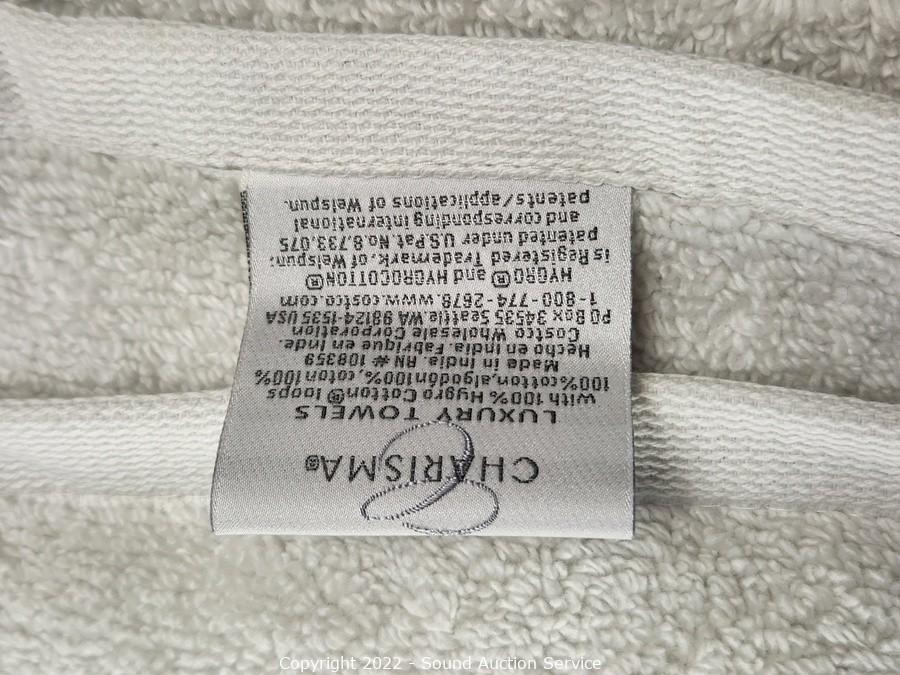 CHARISMA®
LUXURY TOWELS
with 100% Hygro Cotton® loops
100% cotton, algodón100%, coton 100%
Made in India. RN # 108359
Hecho en India. Fabrique en Inde.
Costco Wholesale Corporation
PO Box 34535 Seattle, WA 98124-1535 USA
1-800-774-2678. www.costco.com
HYGRO® and HYGROCOTTON®
is Registered Trademark. of Welspun;
patented under U.S.Pat.No.8,733,075
and corresponding international
patents/applications of Welspun.
Copyright 2022 - Sound Auction Service